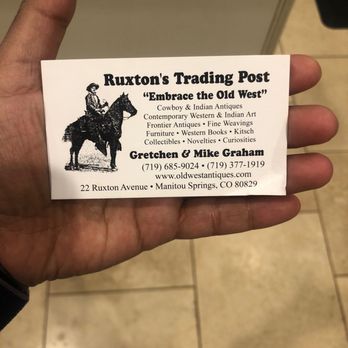 Ruxton's Trading Post
“Embrace the Old West”
Cowboy & Indian Antiques
Contemporary Western & Indian Art
Frontier Antiques • Fine Weavings
Furniture • Western Books • Kitsch
Collectibles • Novelties • Curiosities
Gretchen & Mike Graham
(719) 685-9024 • (719) 377-1919
www.oldwestantiques.com
22 Ruxton Avenue • Manitou Springs, CO 80829